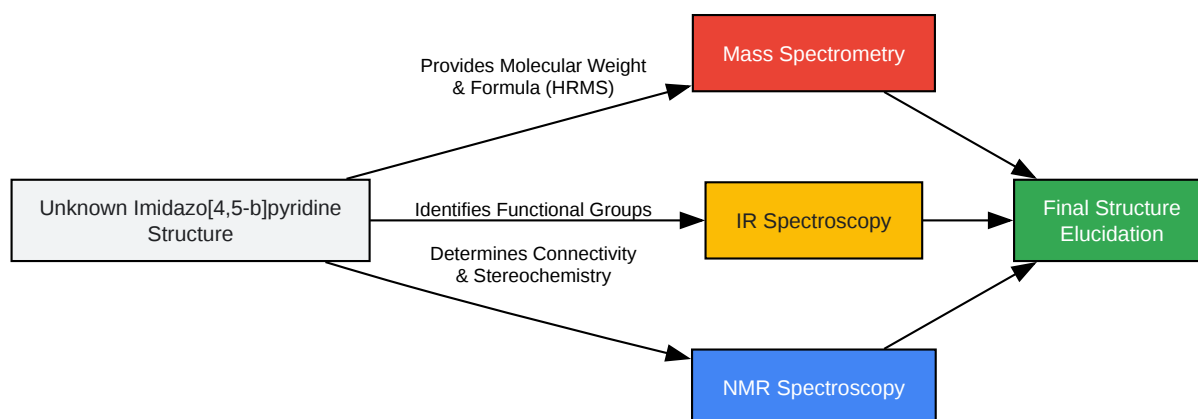 Mass Spectrometry
Provides Molecular Weight
& Formula (HRMS)
Unknown Imidazo[4,5-b]pyridine
Structure
Identifies Functional Groups
IR Spectroscopy
Final Structure
Elucidation
Determines Connectivity
& Stereochemistry
NMR Spectroscopy